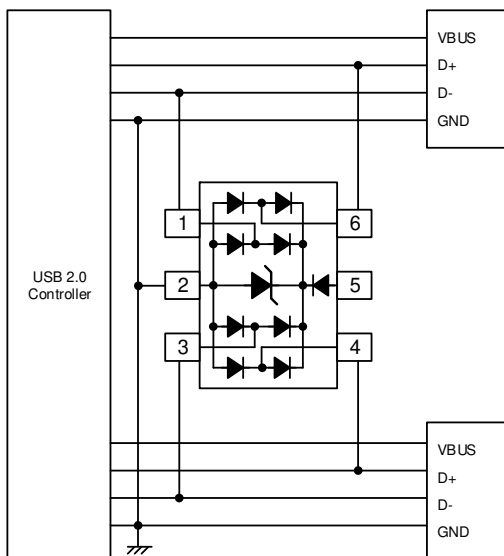 VBUS
D+
D-
GND
1
6
2
5
3
4
USB 2.0
Controller
VBUS
D+
D-
GND